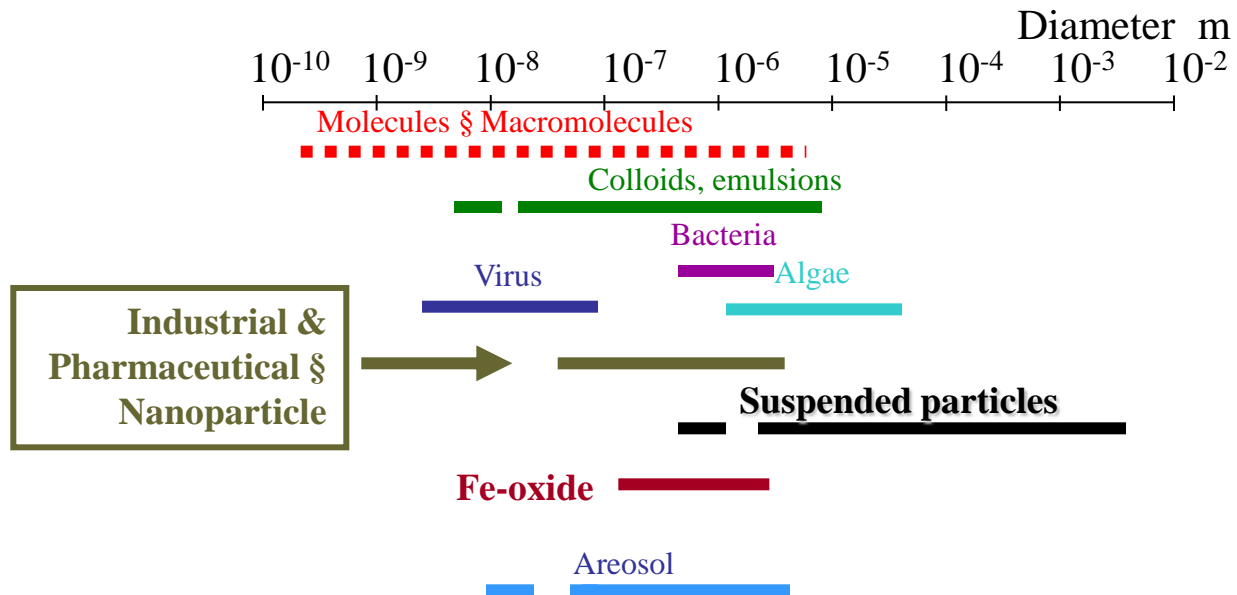 Diameter m
10⁻¹⁰ 10⁻⁹ 10⁻⁸ 10⁻⁷ 10⁻⁶ 10⁻⁵ 10⁻⁴ 10⁻³ 10⁻²
Molecules § Macromolecules
Colloids, emulsions
Bacteria
Virus
Algae
Industrial &
Pharmaceutical §
Nanoparticle
Suspended particles
Fe-oxide
Areosol